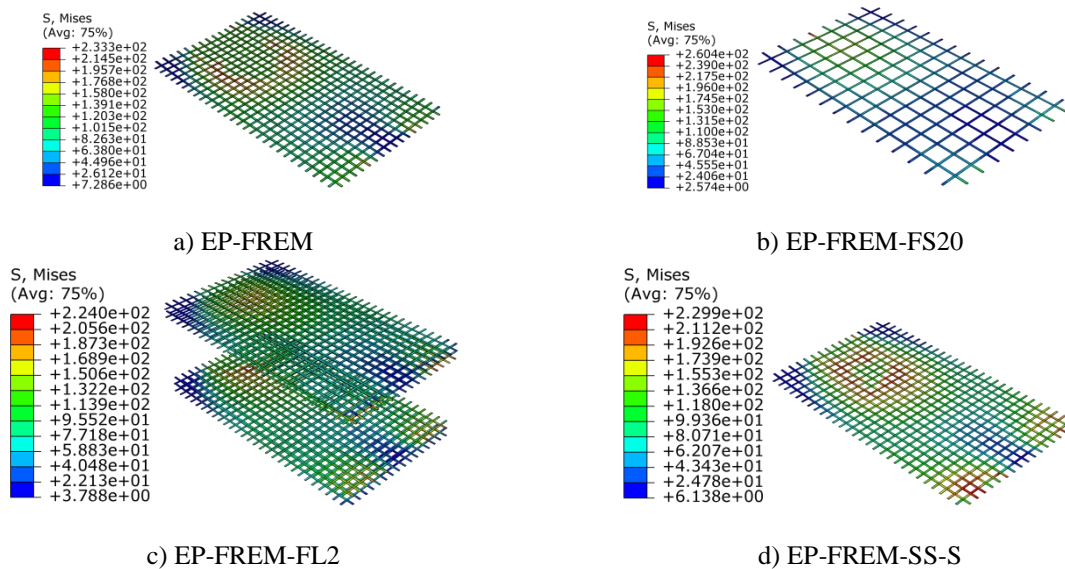 S, Mises
(Avg: 75%)
+2.333e+02
+2.145e+02
+1.957e+02
+1.768e+02
+1.580e+02
+1.391e+02
+1.203e+02
+1.015e+02
+8.263e+01
+6.380e+01
+4.496e+01
+2.612e+01
+7.286e+00
a) EP-FREM
S, Mises
(Avg: 75%)
+2.604e+02
+2.390e+02
+2.175e+02
+1.960e+02
+1.745e+02
+1.530e+02
+1.315e+02
+1.100e+02
+8.853e+01
+6.704e+01
+4.555e+01
+2.406e+01
+2.574e+00
b) EP-FREM-FS20
S, Mises
(Avg: 75%)
+2.240e+02
+2.056e+02
+1.873e+02
+1.689e+02
+1.506e+02
+1.322e+02
+1.139e+02
+9.552e+01
+7.718e+01
+5.883e+01
+4.048e+01
+2.213e+01
+3.788e+00
c) EP-FREM-FL2
S, Mises
(Avg: 75%)
+2.299e+02
+2.112e+02
+1.926e+02
+1.739e+02
+1.553e+02
+1.366e+02
+1.180e+02
+9.936e+01
+8.071e+01
+6.207e+01
+4.343e+01
+2.478e+01
+6.138e+00
d) EP-FREM-SS-S